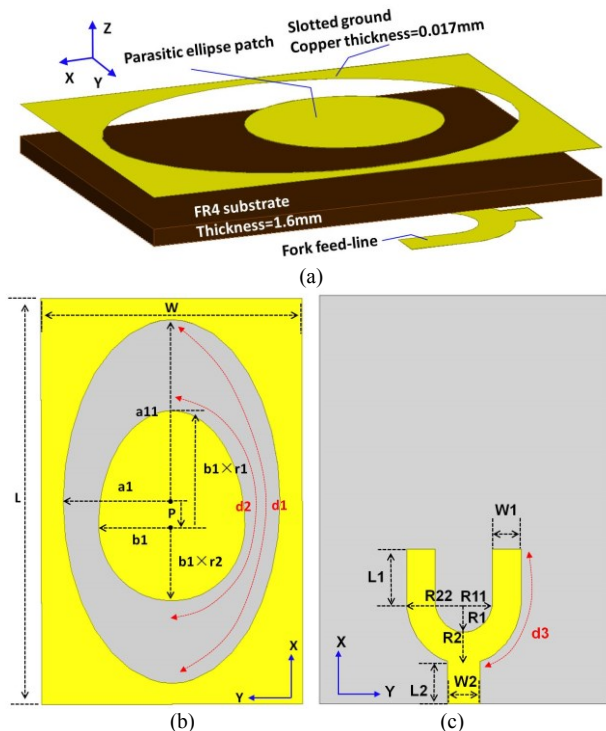 Slotted ground
Copper thickness=0.017mm
Parasitic ellipse patch
Z
X
Y
FR4 substrate
Thickness=1.6mm
Fork feed-line
(a)
W
a11
b1×r1
L
a1
P
d2
d1
b1
b1×r2
X
Y
(b)
W1
L1
R22
R11
R1
R2
d3
X
L2
W2
Y
(c)